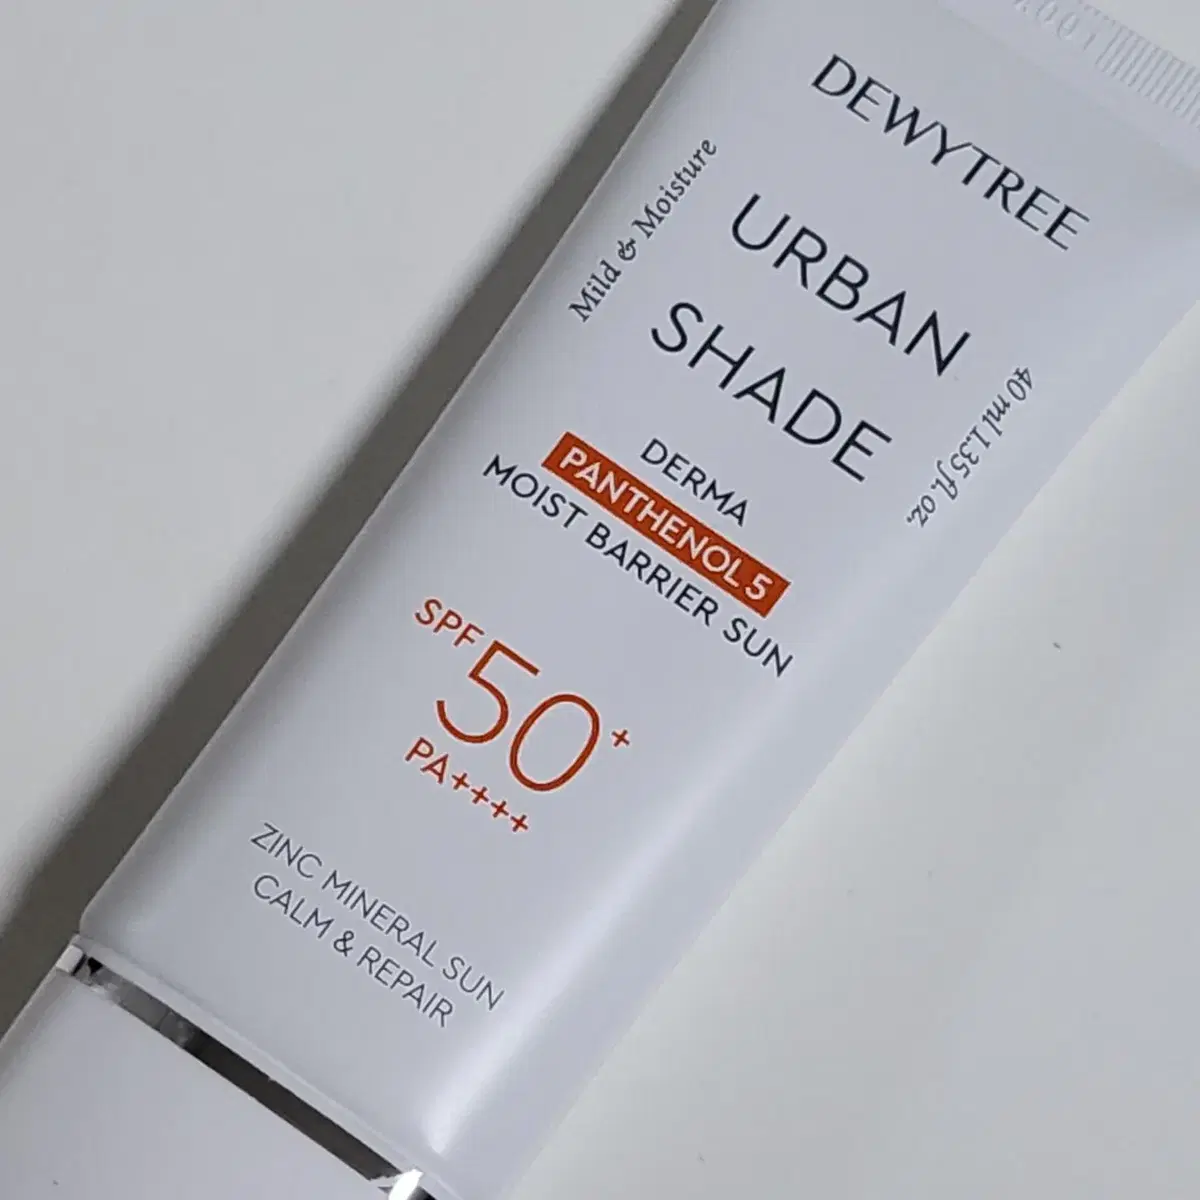 DEWYTREE
Mild & Moisture
URBAN
SHADE
40 ml 1.35 fl. oz.
DERMA
PANTHENOL 5
MOIST BARRIER SUN
SPF 50+
PA++++
ZINC MINERAL SUN
CALM & REPAIR